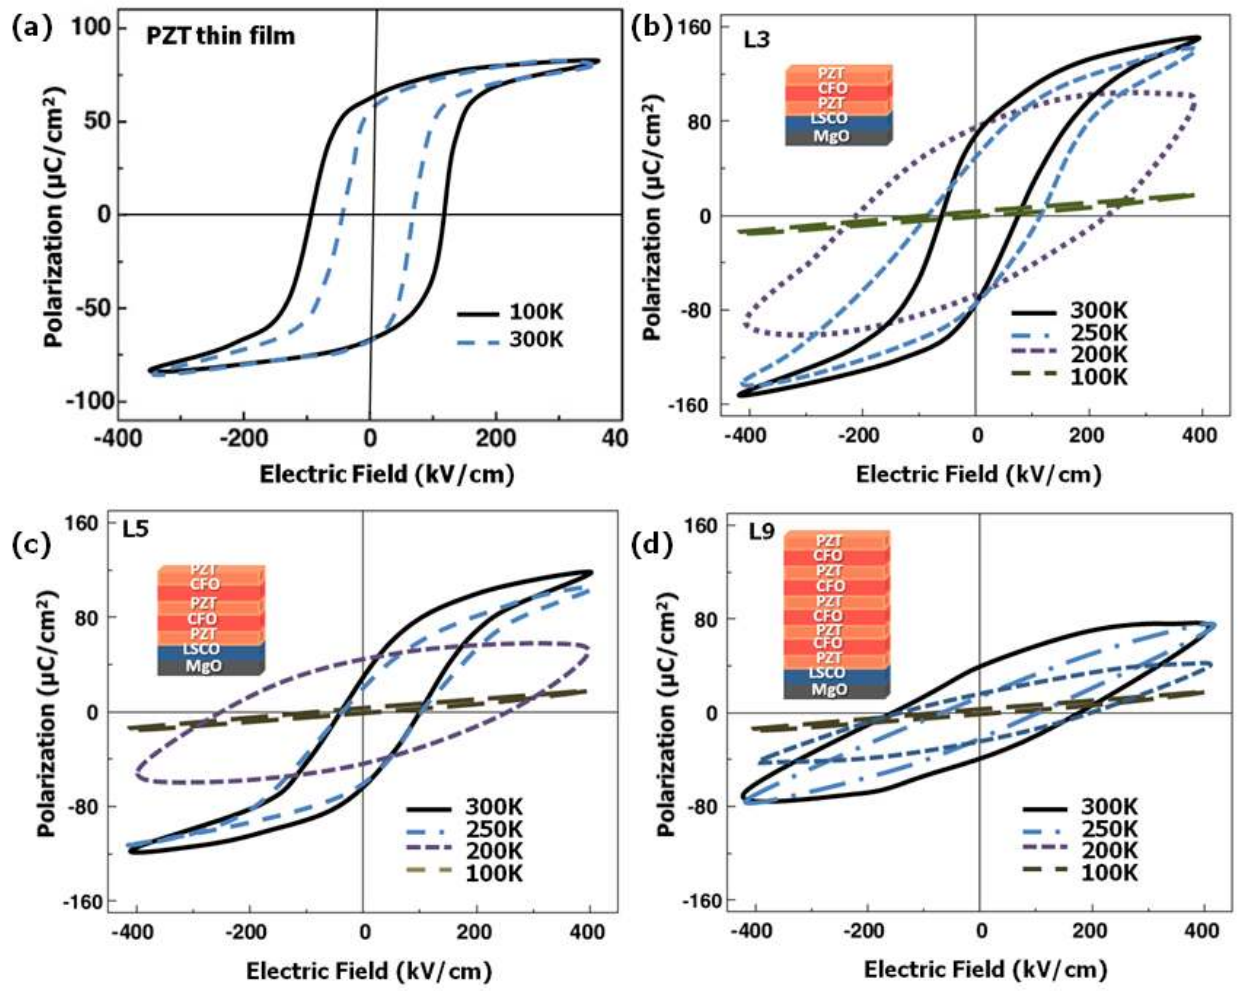 (a)
PZT thin film
100
50
0
-50
-100
Polarization (µC/cm²)
-400
-200
0
200
40
Electric Field (kV/cm)
100K
300K
(b)
L3
PZT
CFO
PZT
LSCO
MgO
160
80
0
-80
-160
Polarization (µC/cm²)
-400
-200
0
200
400
Electric Field (kV/cm)
300K
250K
200K
100K
(c)
L5
PZT
CFO
PZT
CFO
PZT
LSCO
MgO
160
80
0
-80
-160
Polarization (µC/cm²)
-400
-200
0
200
400
Electric Field (kV/cm)
300K
250K
200K
100K
(d)
L9
PZT
CFO
PZT
CFO
PZT
CFO
PZT
CFO
PZT
LSCO
MgO
160
80
0
-80
-160
Polarization (µC/cm²)
-400
-200
0
200
400
Electric Field (kV/cm)
300K
250K
200K
100K